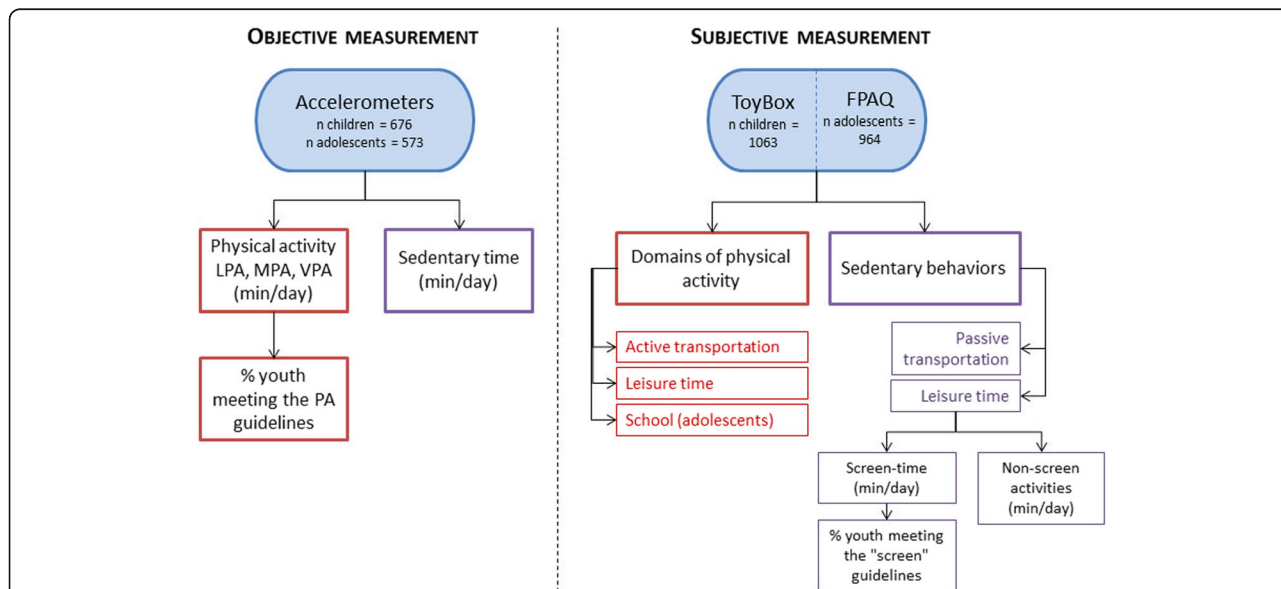 OBJECTIVE MEASUREMENT
Accelerometers
n children = 676
n adolescents = 573
Physical activity
LPA, MPA, VPA
(min/day)
Sedentary time
(min/day)
% youth
meeting the PA
guidelines
SUBJECTIVE MEASUREMENT
ToyBox
n children =
1063
FPAQ
n adolescents =
964
Domains of physical
activity
Sedentary behaviors
Active transportation
Leisure time
School (adolescents)
Passive
transportation
Leisure time
Screen-time
(min/day)
Non-screen
activities
(min/day)
% youth meeting
the "screen"
guidelines